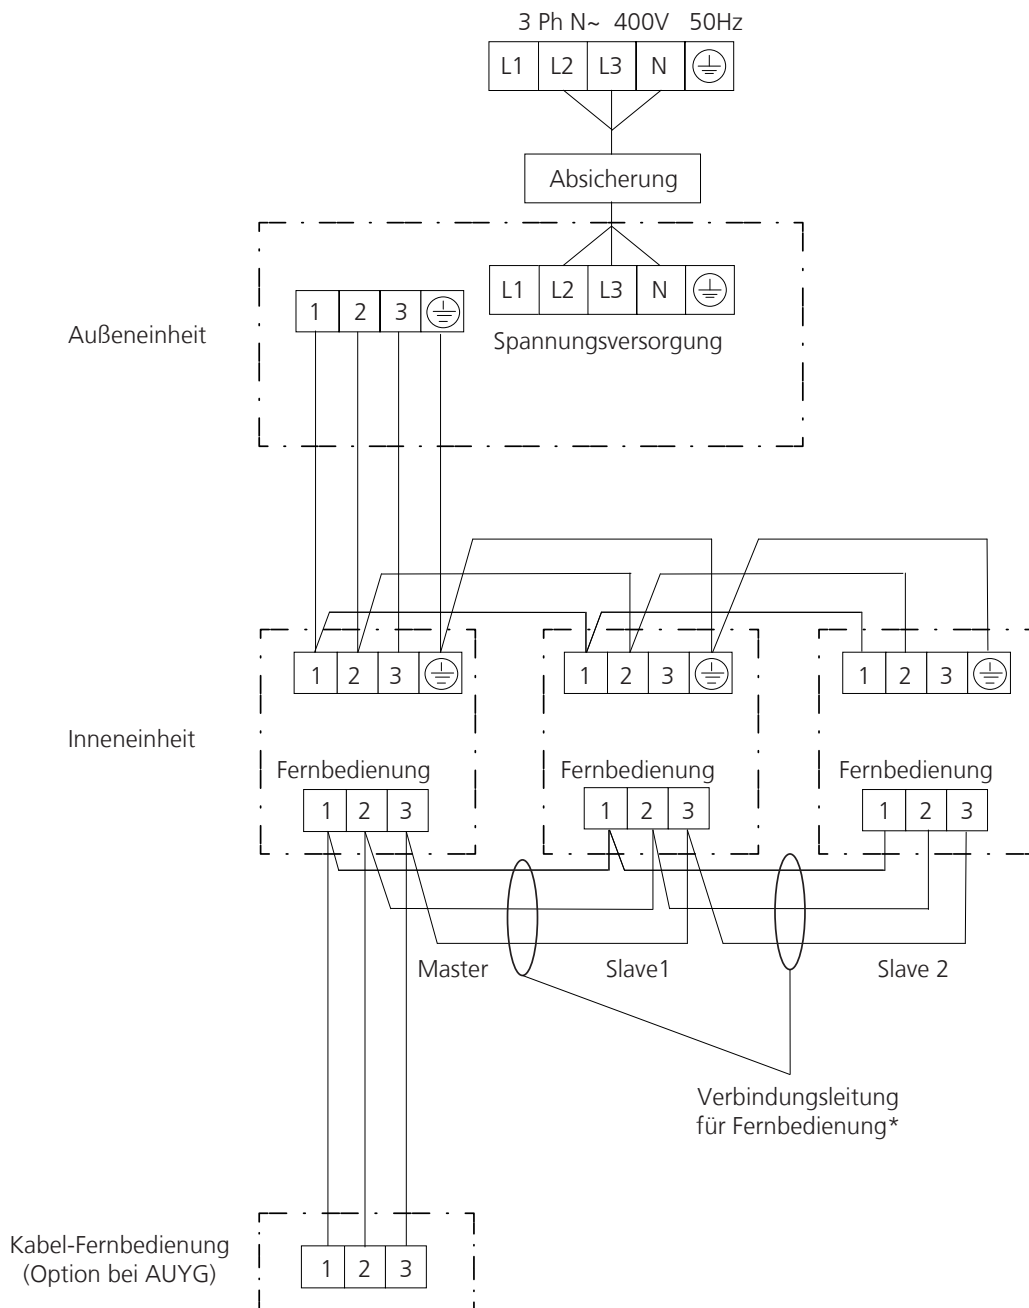 3 Ph N~ 400V 50Hz
L1 L2 L3 N
Absicherung
L1 L2 L3 N
1 2 3
Außeneinheit
Spannungsversorgung
1 2 3
1 2 3
1 2 3
Inneneinheit
Fernbedienung
Fernbedienung
Fernbedienung
1 2 3
1 2 3
1 2 3
Master
Slave1
Slave 2
Verbindungsleitung
für Fernbedienung*
Kabel-Fernbedienung
(Option bei AUYG)
1 2 3